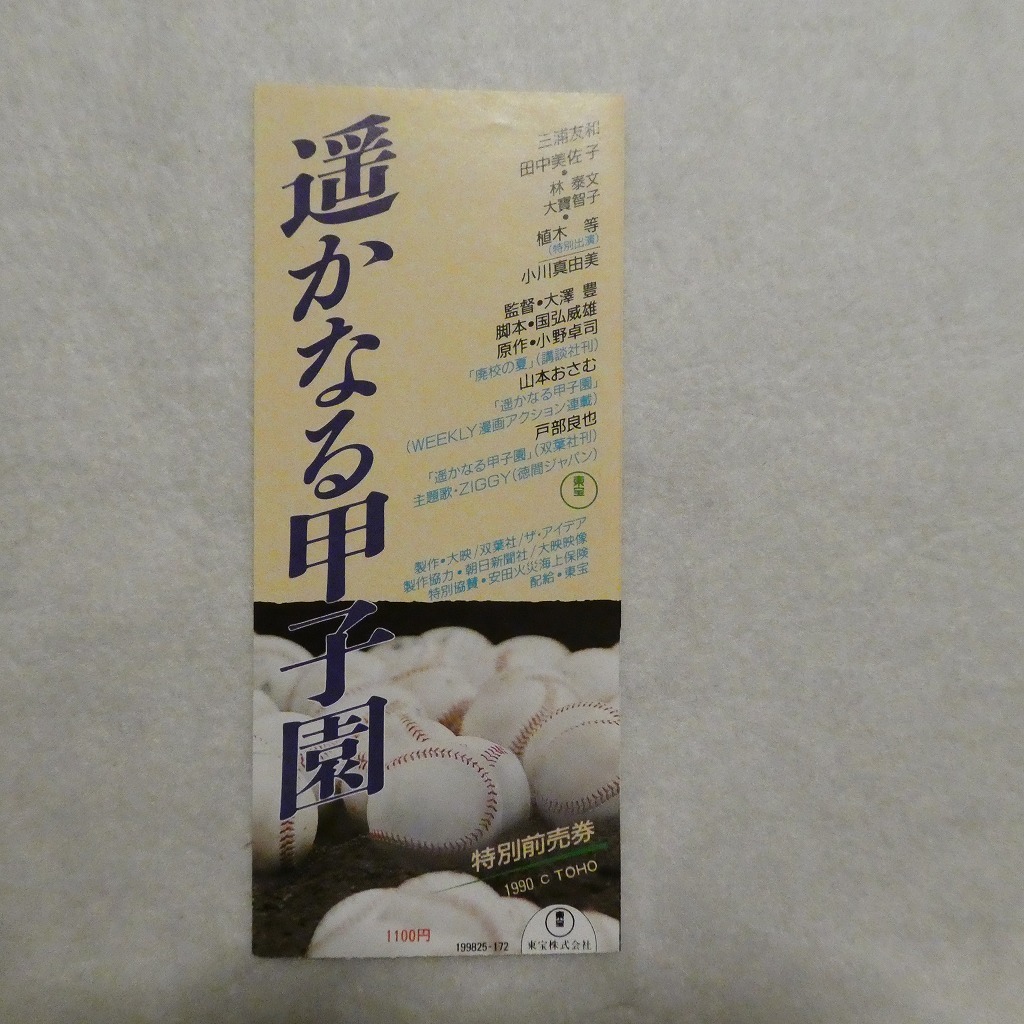 遥かなる甲子園
三浦友和
田中美佐子
•
林 泰文
大寶智子
•
植木 等
(特別出演)
小川真由美
監督•大澤 豊
脚本•国弘威雄
原作•小野卓司
「廃校の夏」(講談社刊)
山本おさむ
「遥かなる甲子園」
(WEEKLY漫画アクション連載)
戸部良也
「遥かなる甲子園」(双葉社刊)
主題歌・ZIGGY(徳間ジャパン)
東宝
製作・大映/双葉社/ザ・アイデア
製作協力・朝日新聞社/大映映像
特別協賛・安田火災海上保険
配給・東宝
特別前売券
1990 C TOHO
1100円
199825-172
東宝
東宝株式会社